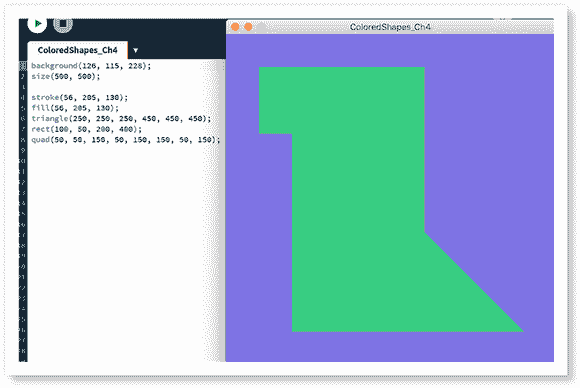 ColoredShapes_Ch4
ColoredShapes_Ch4
background(126, 115, 228);
size(500, 500);
stroke(56, 205, 130);
fill(56, 205, 130);
triangle(250, 250, 250, 450, 450, 450);
rect(100, 50, 200, 400);
quad(50, 50, 150, 50, 150, 150, 50, 150);